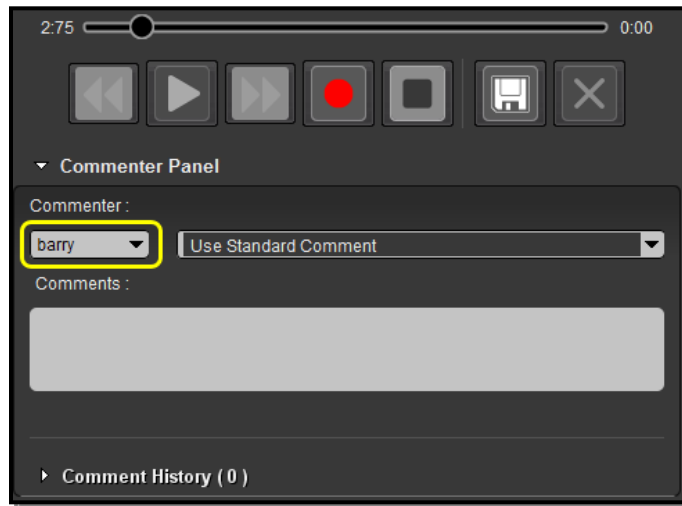 2:75 0:00
Commenter Panel
Commenter :
barry Use Standard Comment
Comments :
Comment History ( 0 )